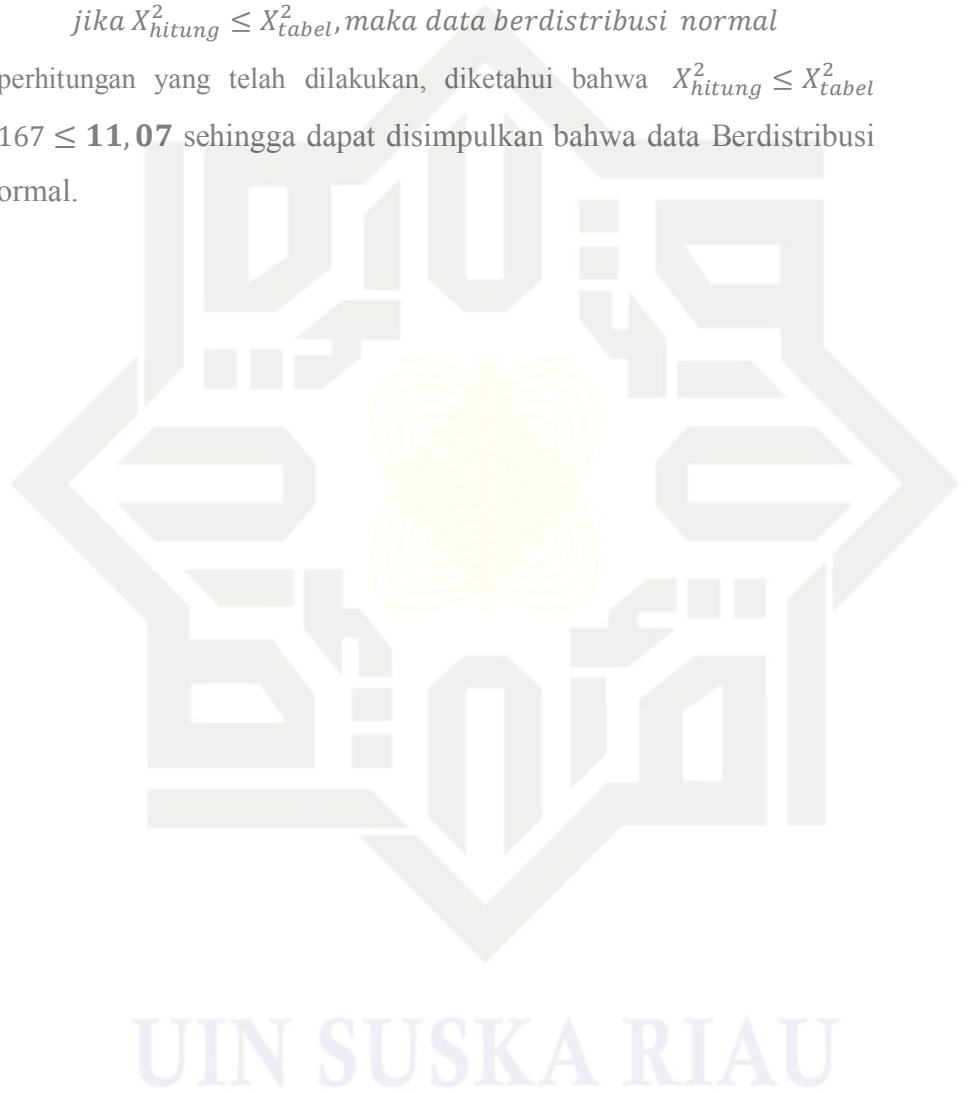 jika X²hitung ≤ X²tabel, maka data berdistribusi normal
perhitungan yang telah dilakukan, diketahui bahwa X²hitung ≤ X²tabel
167 ≤ 11,07 sehingga dapat disimpulkan bahwa data Berdistribusi
ormal.
UIN SUSKA RIAU